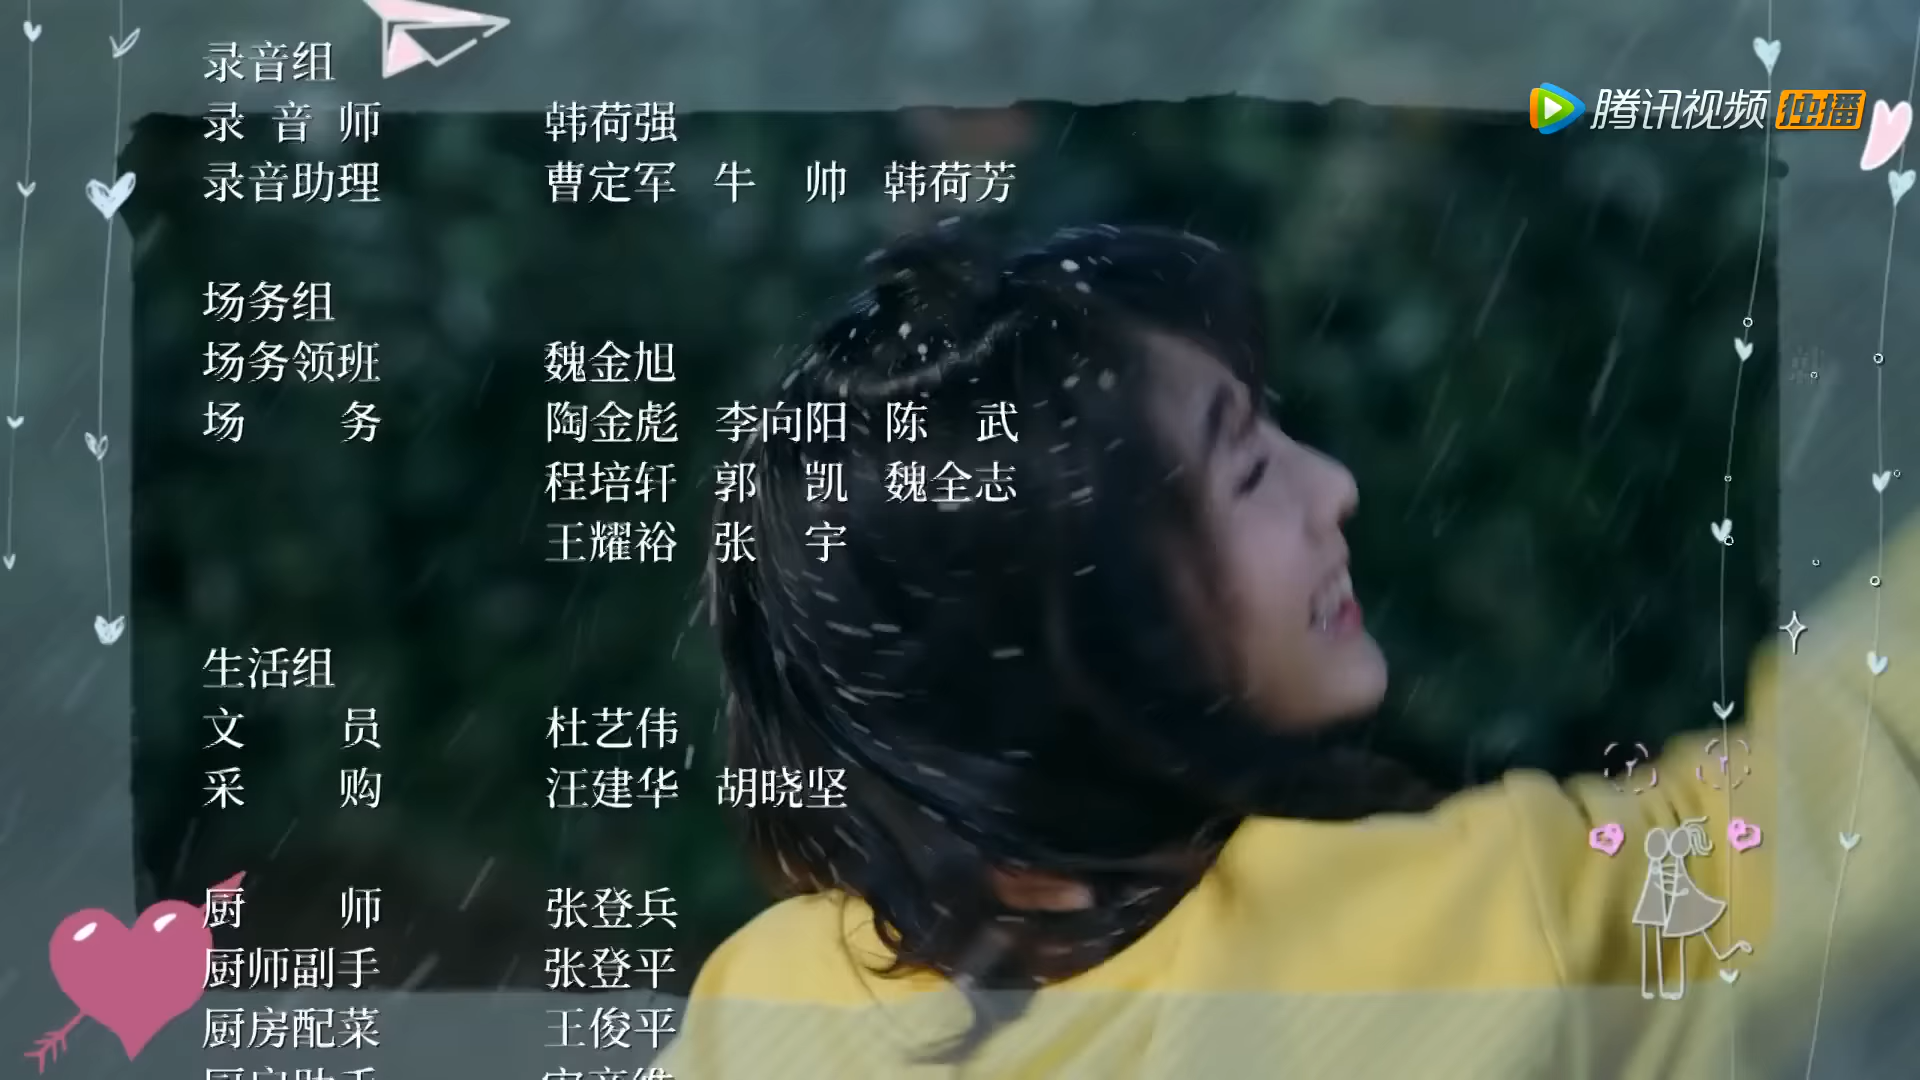 录音组
腾讯视频 独播
录音师 韩荷强
录音助理 曹定军 牛帅 韩荷芳
场务组
场务领班 魏金旭
场务 陶金彪 李向阳 陈武
程培轩 郭凯 魏全志
王耀裕 张宇
生活组
文员 杜艺伟
采购 汪建华 胡晓坚
厨师 张登兵
厨师副手 张登平
厨房配菜 王俊平